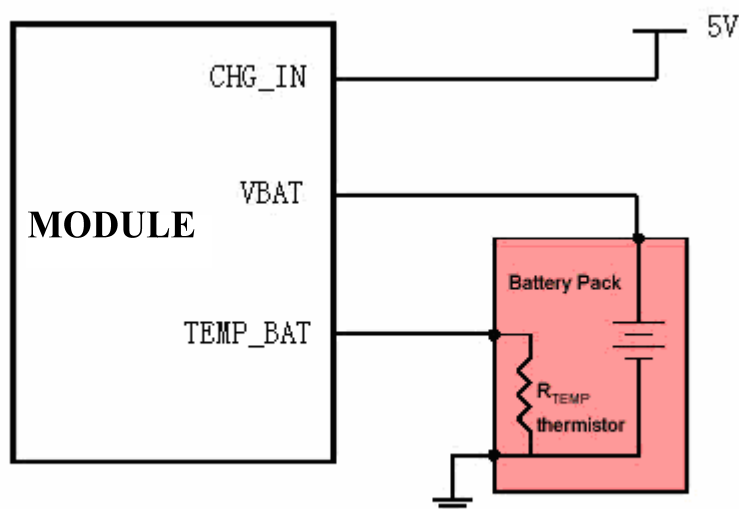 5V
CHG_IN
VBAT
MODULE
Battery Pack
TEMP_BAT
RTEMP
thermistor